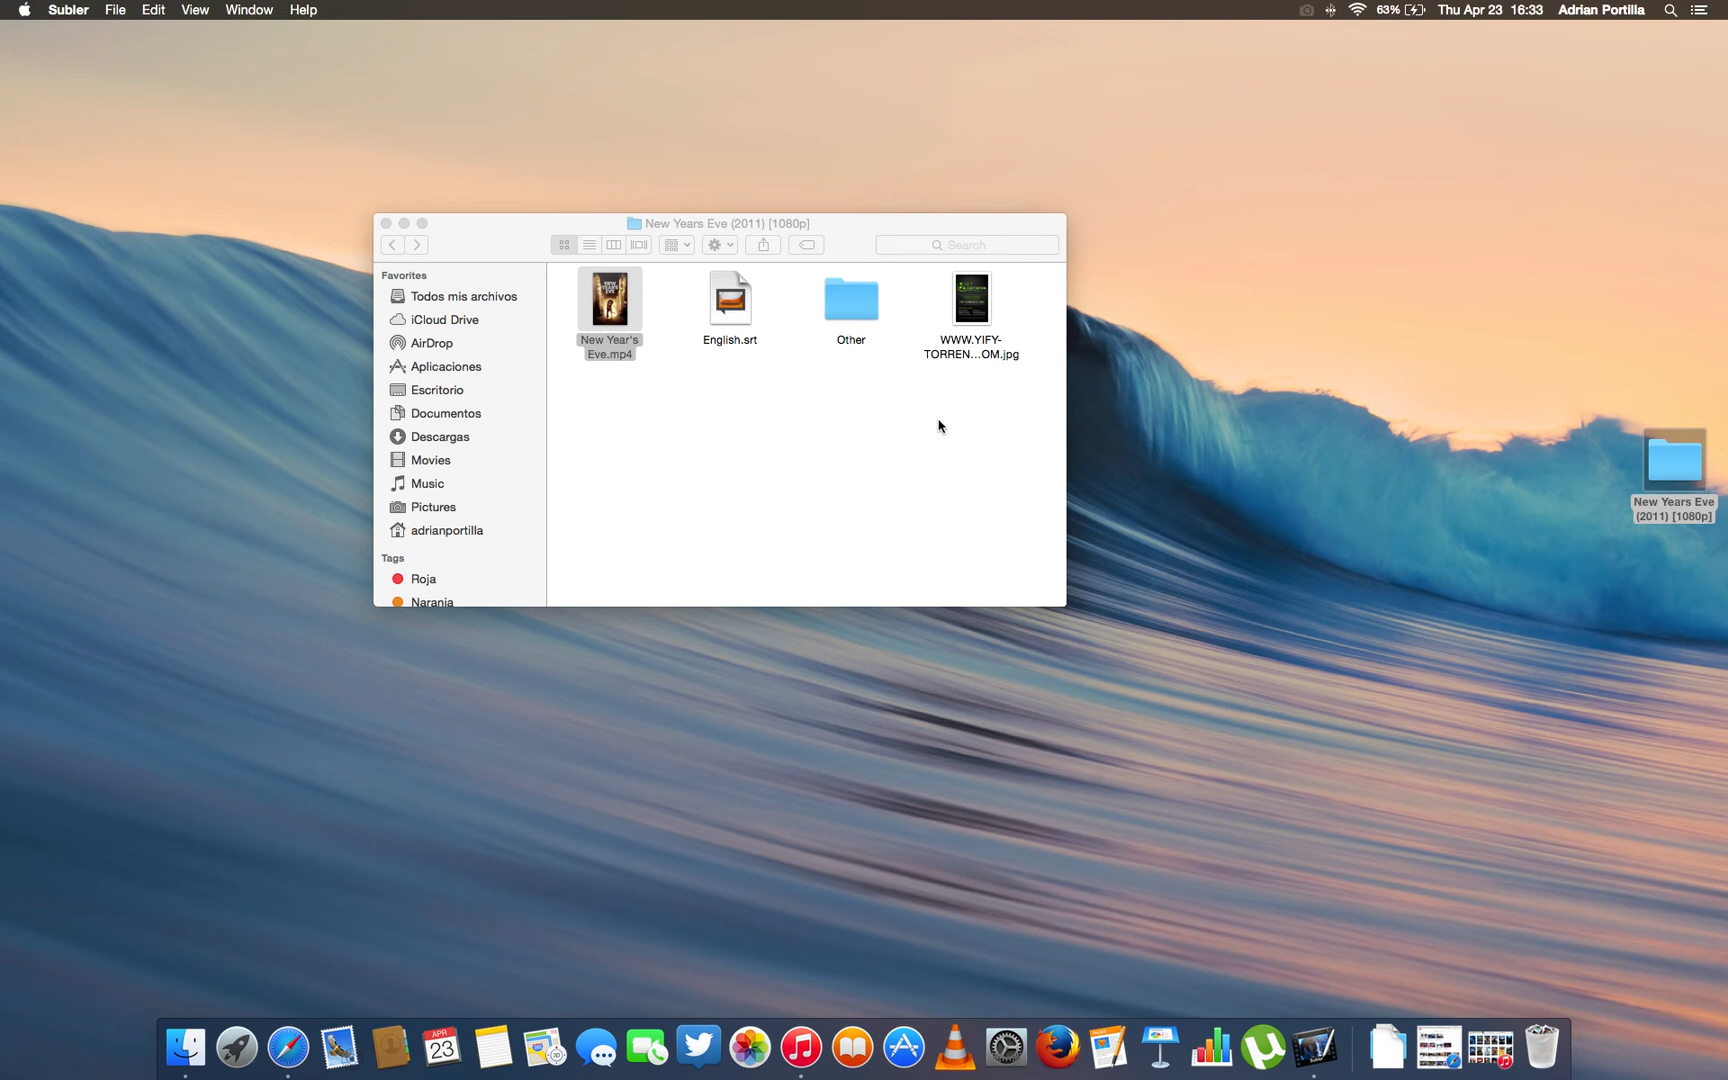 Subler File Edit View Window Help
63% Thu Apr 23 16:33 Adrian Portilla
New Years Eve (2011) [1080p]
Search
Favorites
Todos mis archivos
iCloud Drive
AirDrop
Aplicaciones
Escritorio
Documentos
Descargas
Movies
Music
Pictures
adrianportilla
Tags
Roja
Naranja
New Year's
Eve.mp4
English.srt
Other
WWW.YIFY-
TORREN...OM.jpg
New Years Eve
(2011) [1080p]
APR
23